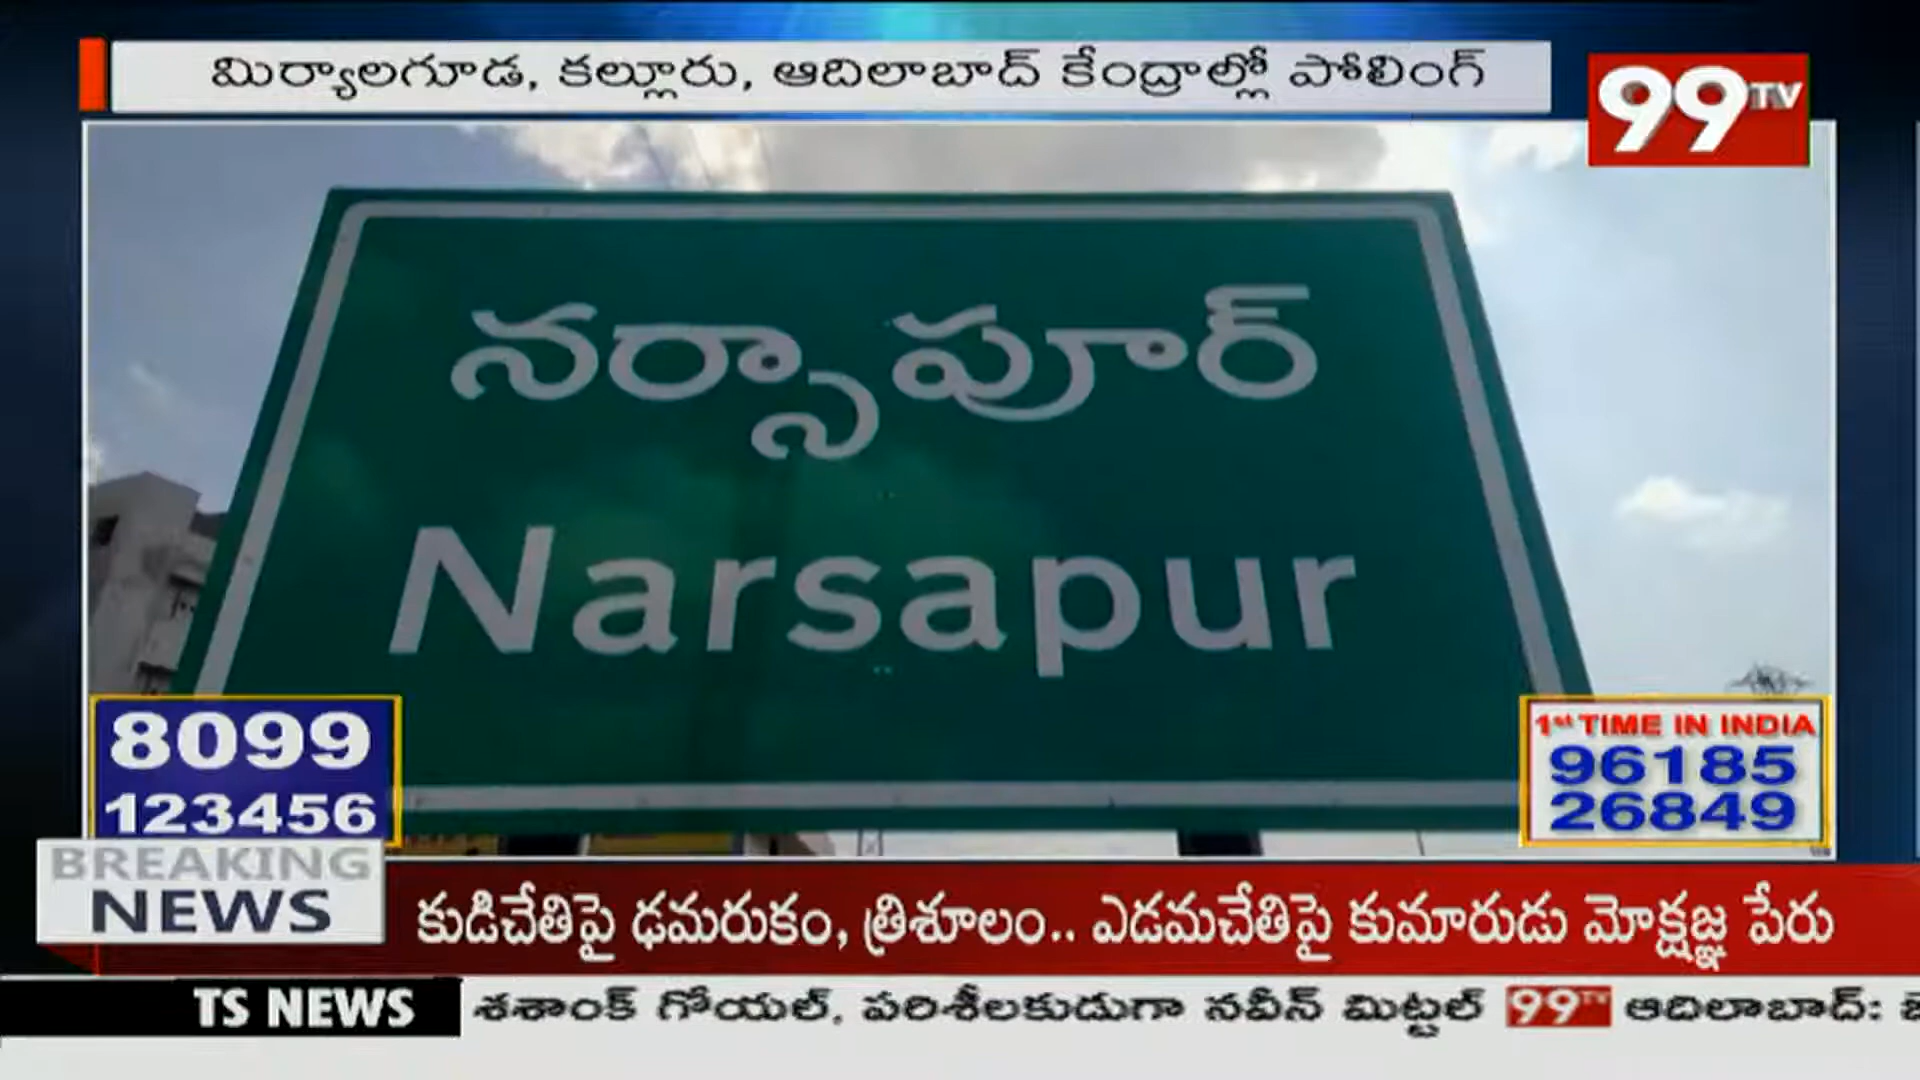 మిర్యాలగూడ, కల్లూరు, ఆదిలాబాద్ కేంద్రాల్లో పోలింగ్
99TV
నర్సాపూర్
Narsapur
8099
123456
1st TIME IN INDIA
96185
26849
BREAKING
NEWS
కుడిచేతిపై ఢమరుకం, త్రిశూలం.. ఎడమచేతిపై కుమారుడు మోక్షజ్ఞ పేరు
TS NEWS
శశాంక్ గోయల్, పరిశీలకుడుగా నవీన్ మిట్టల్ 99TV ఆదిలాబాద్: